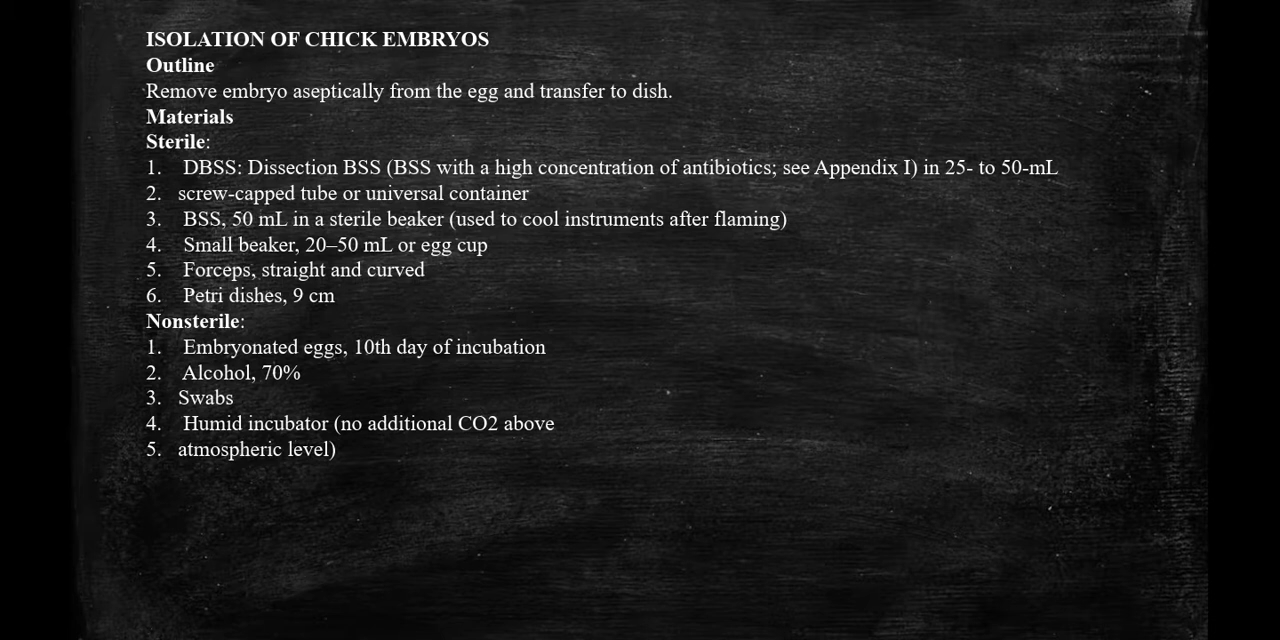 ISOLATION OF CHICK EMBRYOS
Outline
Remove embryo aseptically from the egg and transfer to dish.
Materials
Sterile:
1. DBSS: Dissection BSS (BSS with a high concentration of antibiotics; see Appendix I) in 25- to 50-mL
2. screw-capped tube or universal container
3. BSS, 50 mL in a sterile beaker (used to cool instruments after flaming)
4. Small beaker, 20–50 mL or egg cup
5. Forceps, straight and curved
6. Petri dishes, 9 cm
Nonsterile:
1. Embryonated eggs, 10th day of incubation
2. Alcohol, 70%
3. Swabs
4. Humid incubator (no additional CO2 above
5. atmospheric level)